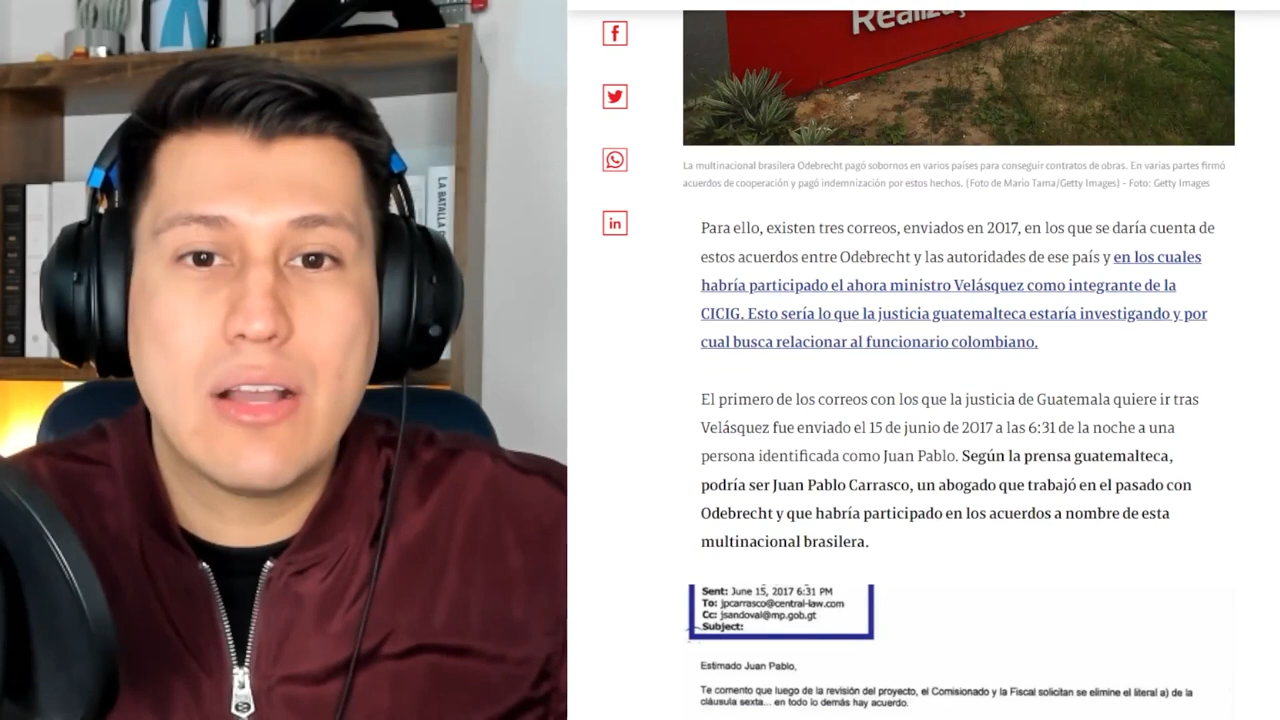 LA BATALLA
Realizaç
La multinacional brasilera Odebrecht pagó sobornos en varios países para conseguir contratos de obras. En varias partes firmó
acuerdos de cooperación y pagó indemnización por estos hechos. (Foto de Mario Tama/Getty Images) - Foto: Getty Images
Para ello, existen tres correos, enviados en 2017, en los que se daría cuenta de
estos acuerdos entre Odebrecht y las autoridades de ese país y en los cuales
habría participado el ahora ministro Velásquez como integrante de la
CICIG. Esto sería lo que la justicia guatemalteca estaría investigando y por
cual busca relacionar al funcionario colombiano.
El primero de los correos con los que la justicia de Guatemala quiere ir tras
Velásquez fue enviado el 15 de junio de 2017 a las 6:31 de la noche a una
persona identificada como Juan Pablo. Según la prensa guatemalteca,
podría ser Juan Pablo Carrasco, un abogado que trabajó en el pasado con
Odebrecht y que habría participado en los acuerdos a nombre de esta
multinacional brasilera.
Sent: June 15, 2017 6:31 PM
To: jpcarrasco@central-law.com
Cc: jsandoval@mp.gob.gt
Subject:
Estimado Juan Pablo,
Te comento que luego de la revisión del proyecto, el Comisionado y la Fiscal solicitan se elimine el literal a) de la
cláusula sexta... en todo lo demás hay acuerdo.